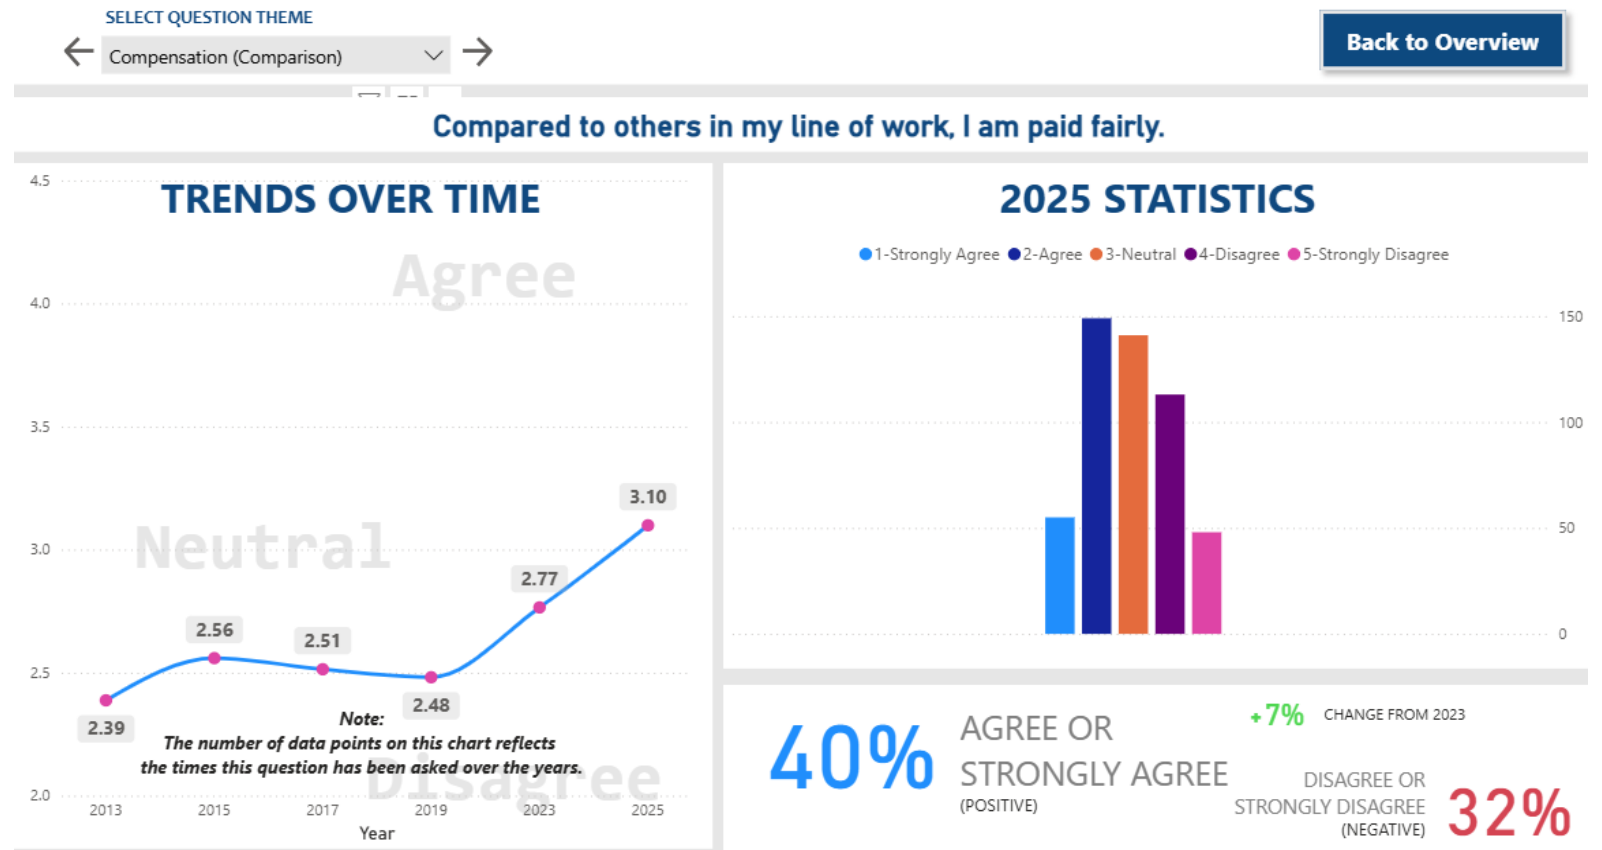 SELECT QUESTION THEME
Compensation (Comparison)
Back to Overview
Compared to others in my line of work, I am paid fairly.
TRENDS OVER TIME
4.5
4.0
3.5
3.0
2.5
2.0
Agree
Neutral
Disagree
2.39
2.56
2.51
2.48
2.77
3.10
Note:
The number of data points on this chart reflects
the times this question has been asked over the years.
2013 2015 2017 2019 2023 2025
Year
2025 STATISTICS
1-Strongly Agree 2-Agree 3-Neutral 4-Disagree 5-Strongly Disagree
150
100
50
0
40%
AGREE OR
STRONGLY AGREE
(POSITIVE)
+7% CHANGE FROM 2023
DISAGREE OR
STRONGLY DISAGREE
(NEGATIVE)
32%